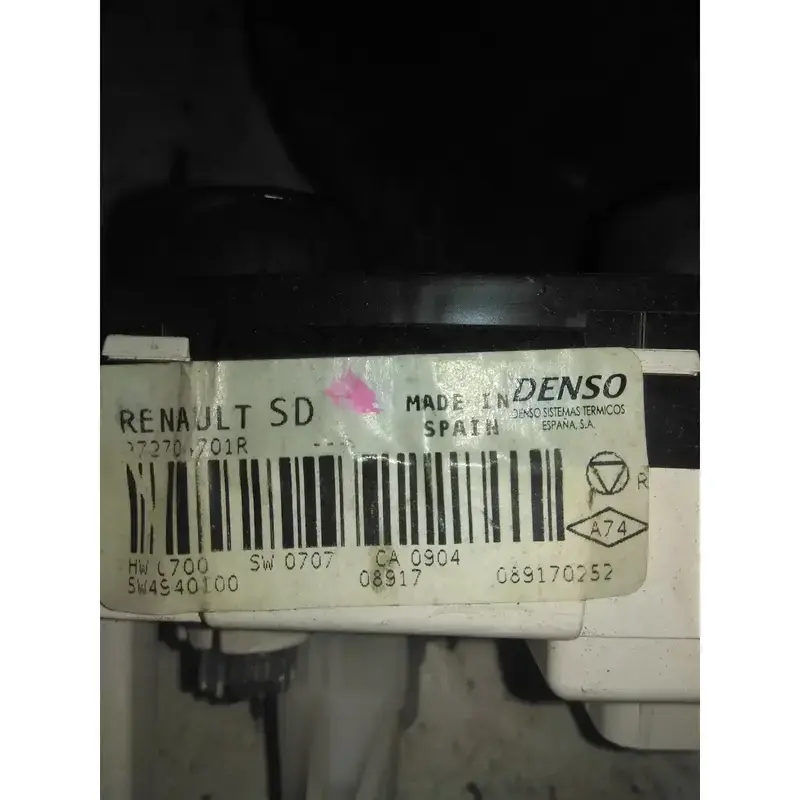 RENAULT SD
MADE IN
SPAIN
DENSO
DENSO SISTEMAS TERMICOS
ESPAÑA, S.A.
R
A74
HW 0700 SW 0707 CA 0904
5W4940100 08917 089170252